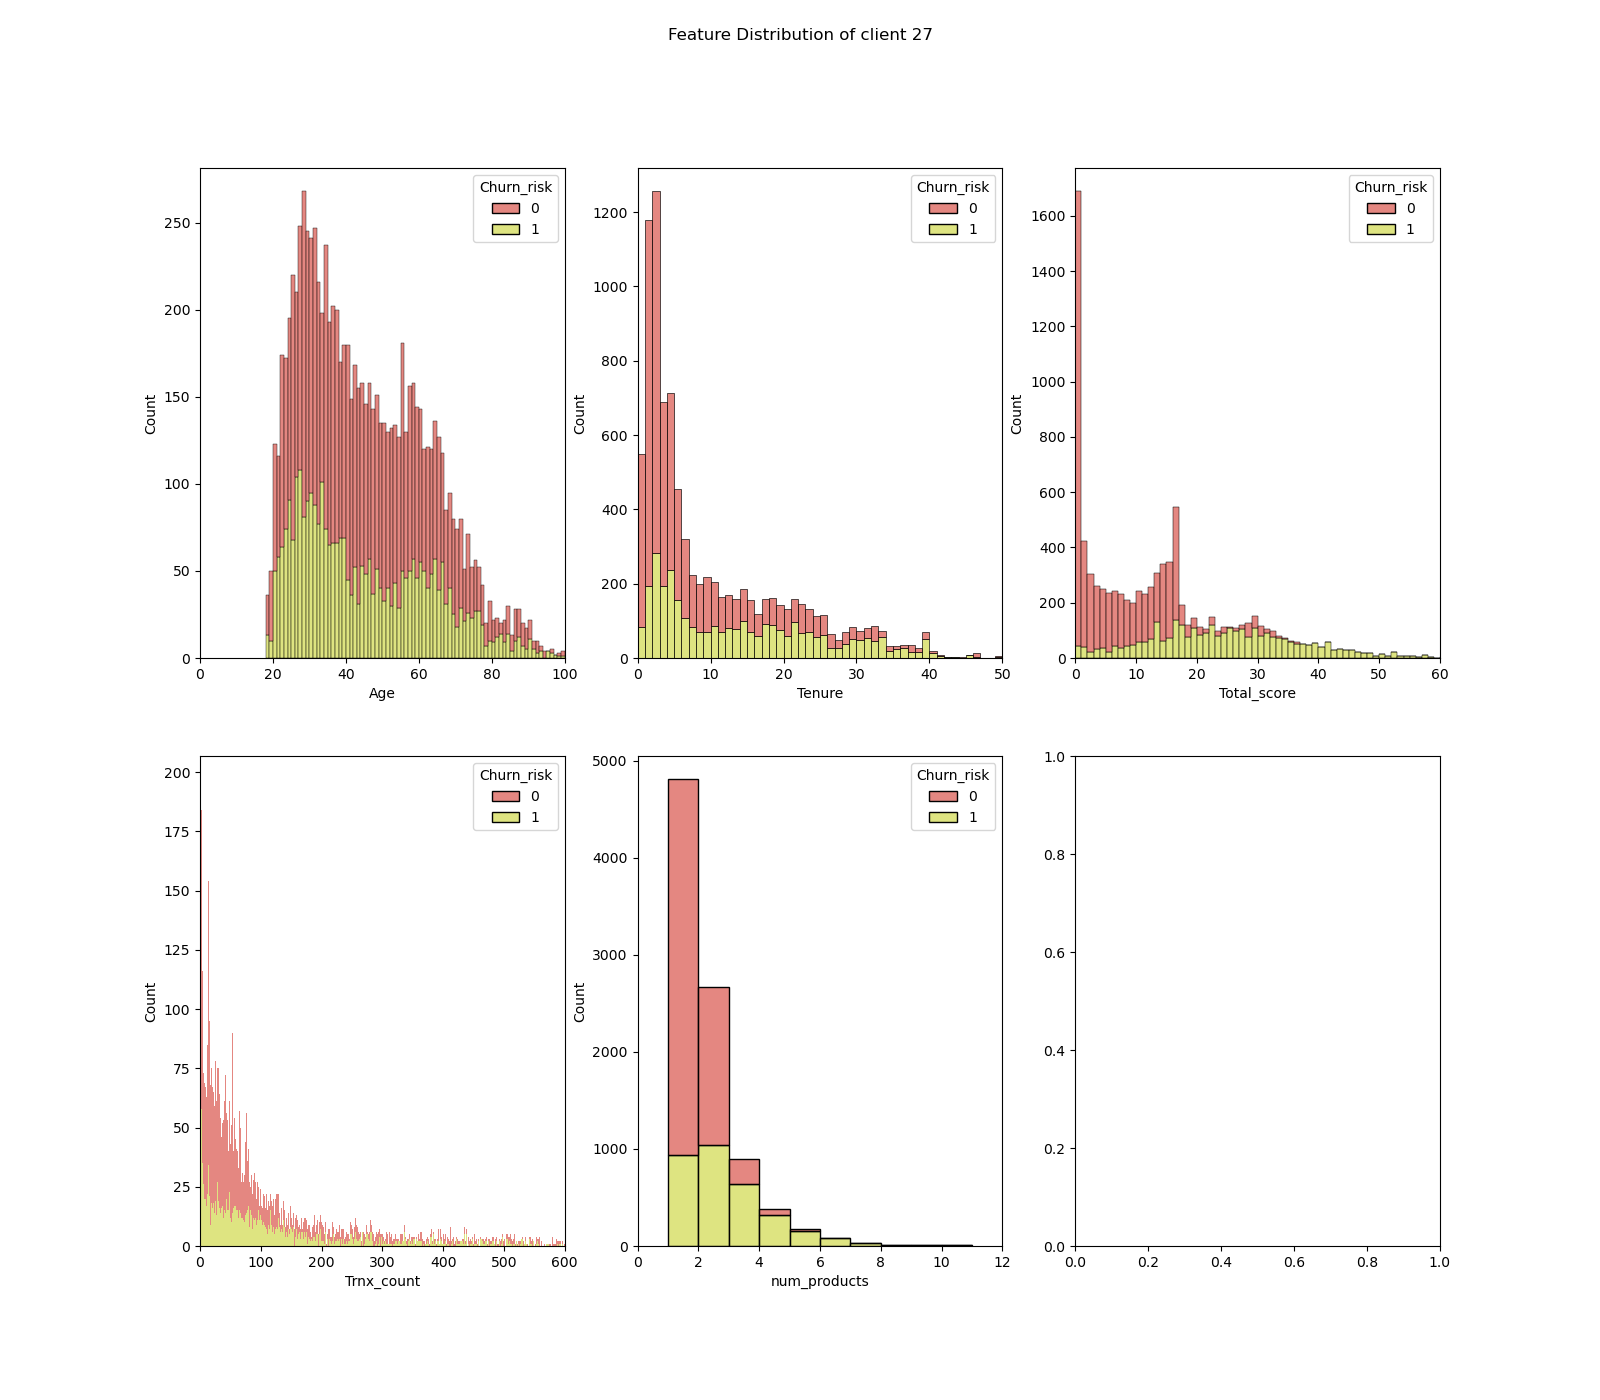 Feature Distribution of client 27
Churn_risk
0
1
250
200
150
100
50
0
Count
0 20 40 60 80 100
Age
Churn_risk
0
1
1200
1000
800
600
400
200
0
Count
0 10 20 30 40 50
Tenure
Churn_risk
0
1
1600
1400
1200
1000
800
600
400
200
0
Count
0 10 20 30 40 50 60
Total_score
Churn_risk
0
1
200
175
150
125
100
75
50
25
0
Count
0 100 200 300 400 500 600
Trnx_count
Churn_risk
0
1
5000
4000
3000
2000
1000
0
Count
0 2 4 6 8 10 12
num_products
1.0
0.8
0.6
0.4
0.2
0.0
0.0 0.2 0.4 0.6 0.8 1.0